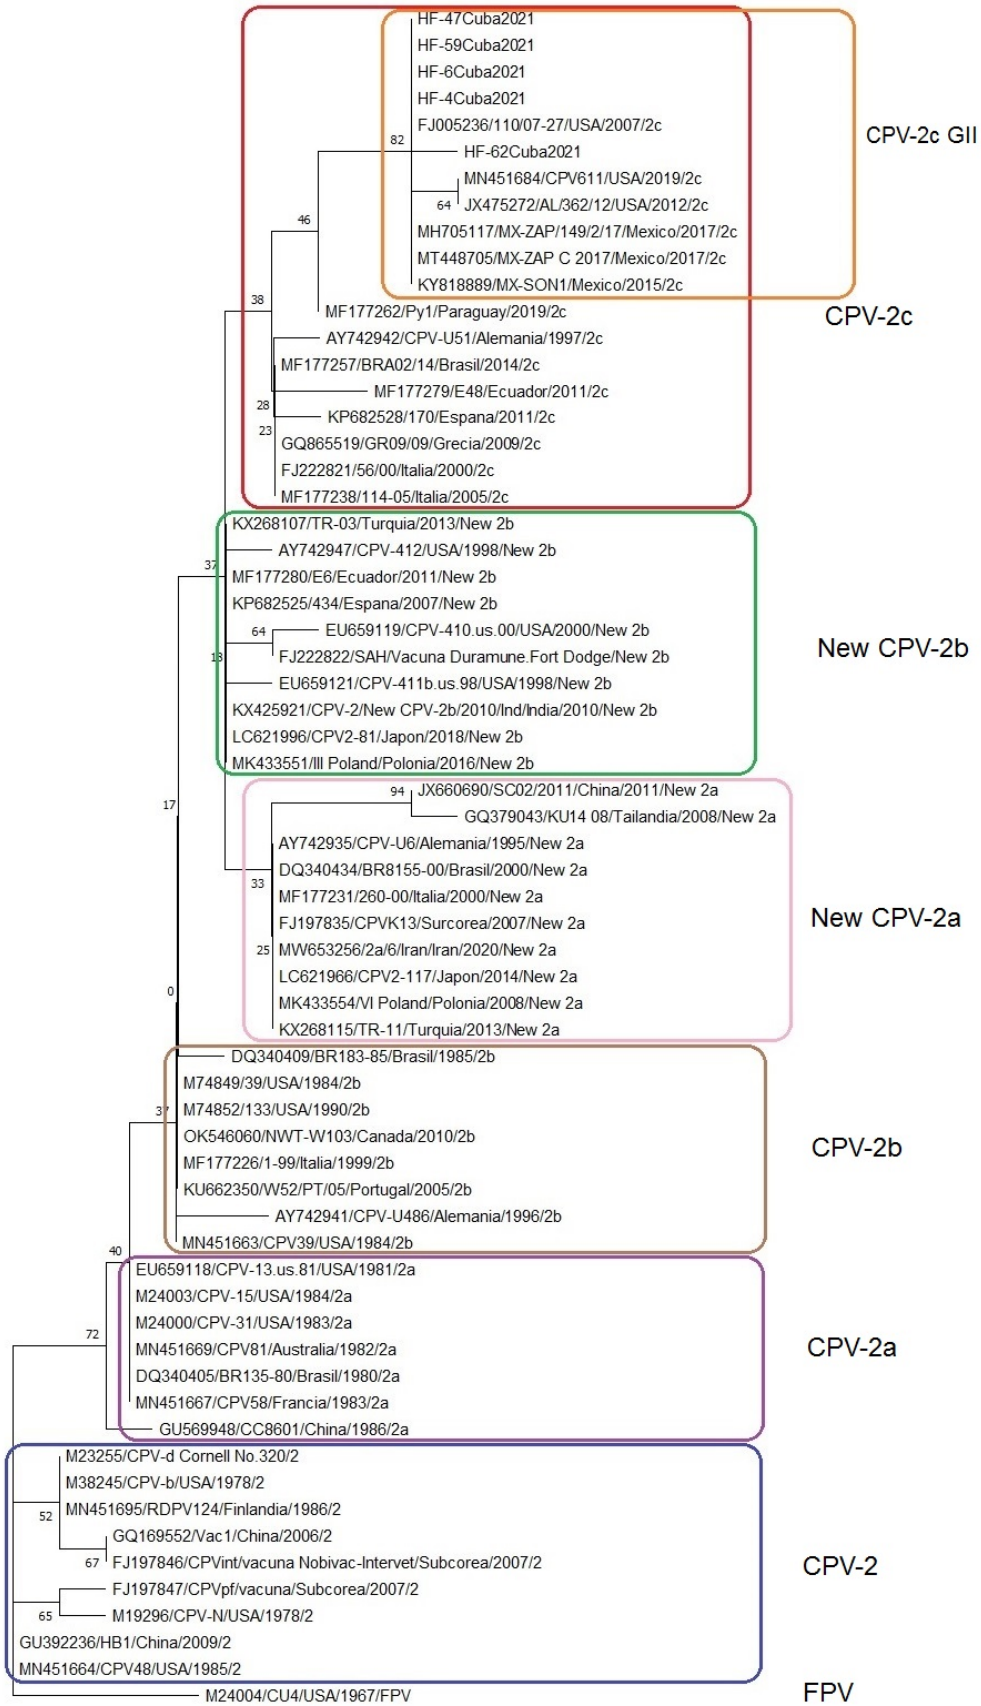 HF-47Cuba2021
HF-59Cuba2021
HF-6Cuba2021
HF-4Cuba2021
FJ005236/110/07-27/USA/2007/2c
CPV-2c GII
82
HF-62Cuba2021
MN451684/CPV611/USA/2019/2c
64
JX475272/AL/362/12/USA/2012/2c
46
MH705117/MX-ZAP/149/2/17/Mexico/2017/2c
MT448705/MX-ZAP C 2017/Mexico/2017/2c
KY818889/MX-SON1/Mexico/2015/2c
38
MF177262/Py1/Paraguay/2019/2c
CPV-2c
AY742942/CPV-U51/Alemania/1997/2c
MF177257/BRA02/14/Brasil/2014/2c
MF177279/E48/Ecuador/2011/2c
28
KP682528/170/Espana/2011/2c
23
GQ865519/GR09/09/Grecia/2009/2c
FJ222821/56/00/Italia/2000/2c
MF177238/114-05/Italia/2005/2c
KX268107/TR-03/Turquia/2013/New 2b
AY742947/CPV-412/USA/1998/New 2b
37
MF177280/E6/Ecuador/2011/New 2b
KP682525/434/Espana/2007/New 2b
64
EU659119/CPV-410.us.00/USA/2000/New 2b
New CPV-2b
13
FJ222822/SAH/Vacuna Duramune.Fort Dodge/New 2b
EU659121/CPV-411b.us.98/USA/1998/New 2b
KX425921/CPV-2/New CPV-2b/2010/Ind/India/2010/New 2b
LC621996/CPV2-81/Japon/2018/New 2b
MK433551/III Poland/Polonia/2016/New 2b
94
JX660690/SC02/2011/China/2011/New 2a
17
GQ379043/KU14 08/Tailandia/2008/New 2a
AY742935/CPV-U6/Alemania/1995/New 2a
DQ340434/BR8155-00/Brasil/2000/New 2a
33
MF177231/260-00/Italia/2000/New 2a
New CPV-2a
FJ197835/CPVK13/Surcorea/2007/New 2a
25
MW653256/2a/6/Iran/Iran/2020/New 2a
LC621966/CPV2-117/Japon/2014/New 2a
0
MK433554/VI Poland/Polonia/2008/New 2a
KX268115/TR-11/Turquia/2013/New 2a
DQ340409/BR183-85/Brasil/1985/2b
M74849/39/USA/1984/2b
37
M74852/133/USA/1990/2b
OK546060/NWT-W103/Canada/2010/2b
CPV-2b
MF177226/1-99/Italia/1999/2b
KU662350/W52/PT/05/Portugal/2005/2b
AY742941/CPV-U486/Alemania/1996/2b
MN451663/CPV39/USA/1984/2b
40
EU659118/CPV-13.us.81/USA/1981/2a
M24003/CPV-15/USA/1984/2a
M24000/CPV-31/USA/1983/2a
72
MN451669/CPV81/Australia/1982/2a
CPV-2a
DQ340405/BR135-80/Brasil/1980/2a
MN451667/CPV58/Francia/1983/2a
GU569948/CC8601/China/1986/2a
M23255/CPV-d Cornell No.320/2
M38245/CPV-b/USA/1978/2
MN451695/RDPV124/Finlandia/1986/2
52
GQ169552/Vac1/China/2006/2
67
FJ197846/CPVint/vacuna Nobivac-Intervet/Subcorea/2007/2
CPV-2
FJ197847/CPVpf/vacuna/Subcorea/2007/2
65
M19296/CPV-N/USA/1978/2
GU392236/HB1/China/2009/2
MN451664/CPV48/USA/1985/2
M24004/CU4/USA/1967/FPV
FPV